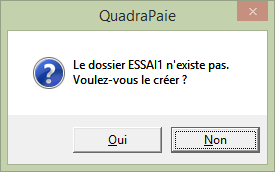 QuadraPaie
Le dossier ESSAI1 n'existe pas.
Voulez-vous le créer ?
Oui
Non